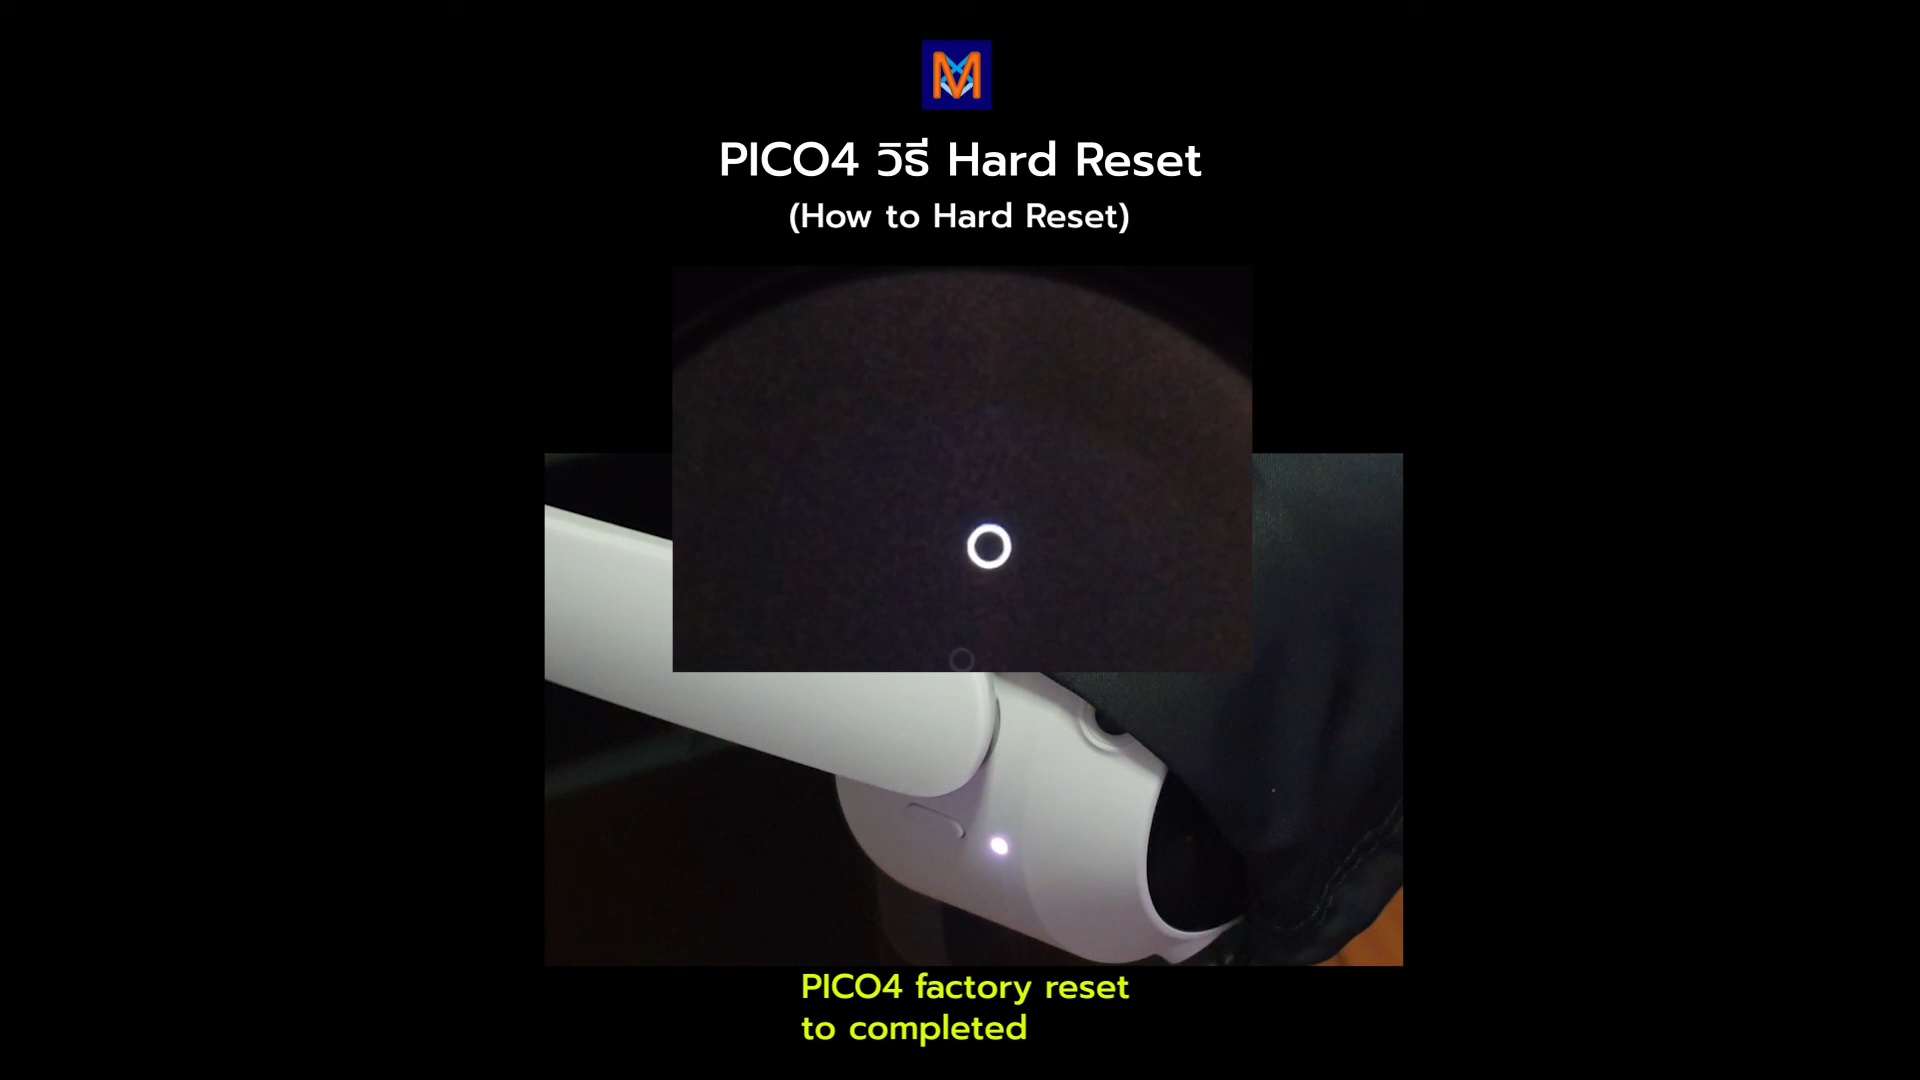 M
PICO4 วิธี Hard Reset
(How to Hard Reset)
PICO4 factory reset
to completed